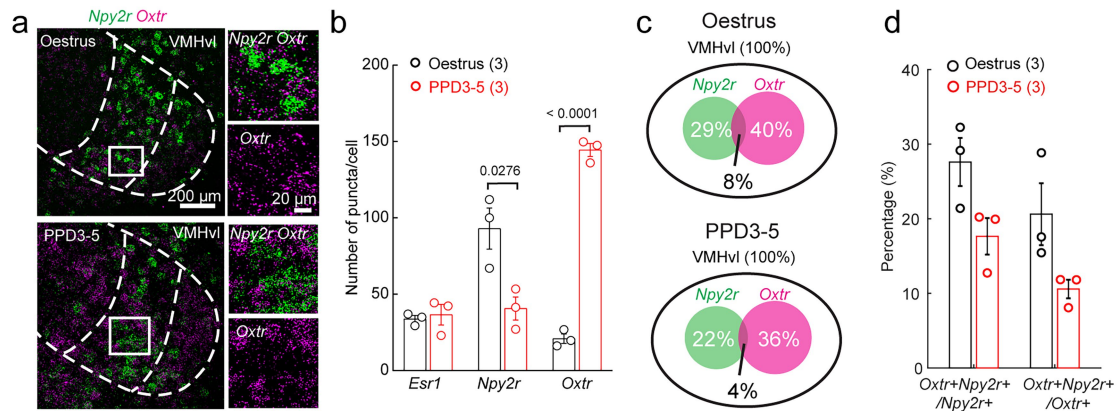 a
Npy2r Oxtr
Oestrus VMHvl
200 µm
Npy2r Oxtr
Oxtr
20 µm
PPD3-5 VMHvl
Npy2r Oxtr
Oxtr
b
Oestrus (3)
PPD3-5 (3)
Number of puncta/cell
200
150
100
50
0
0.0276
< 0.0001
Esr1 Npy2r Oxtr
c
Oestrus
VMHvl (100%)
Npy2r Oxtr
29% 40%
8%
PPD3-5
VMHvl (100%)
Npy2r Oxtr
22% 36%
4%
d
Oestrus (3)
PPD3-5 (3)
Percentage (%)
40
30
20
10
0
Oxtr+Npy2r+ Oxtr+Npy2r+
/Npy2r+ /Oxtr+